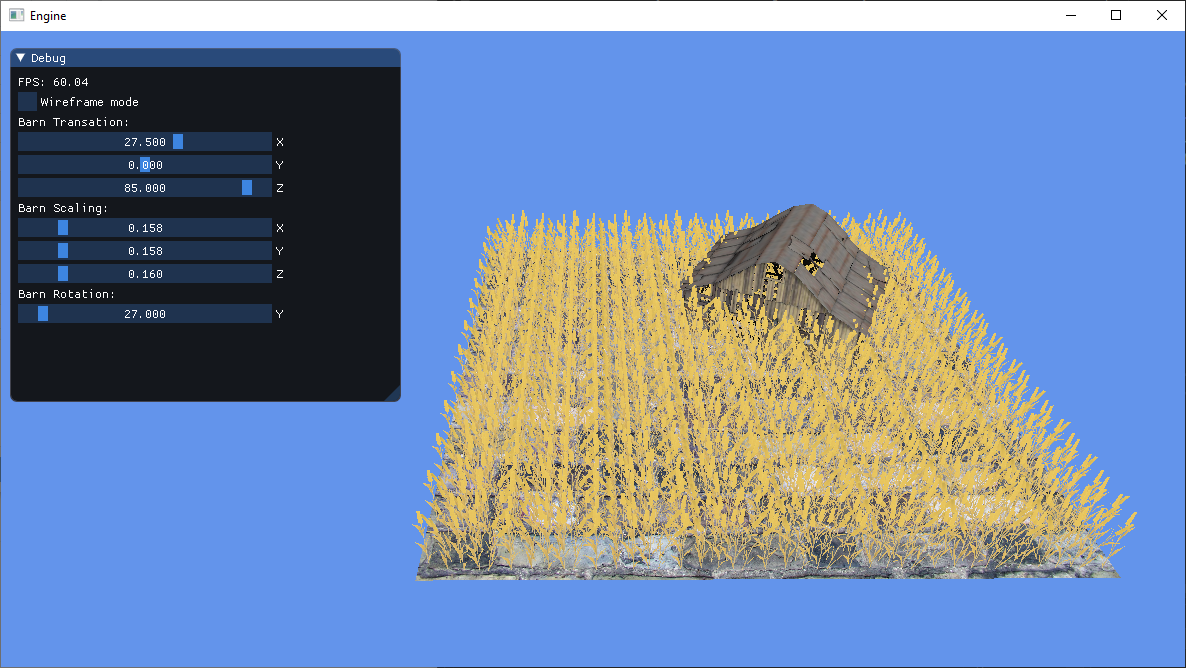 Engine
Debug
FPS: 60.04
Wireframe mode
Barn Transation:
27.500 X
0.000 Y
85.000 Z
Barn Scaling:
0.158 X
0.158 Y
0.160 Z
Barn Rotation:
27.000 Y